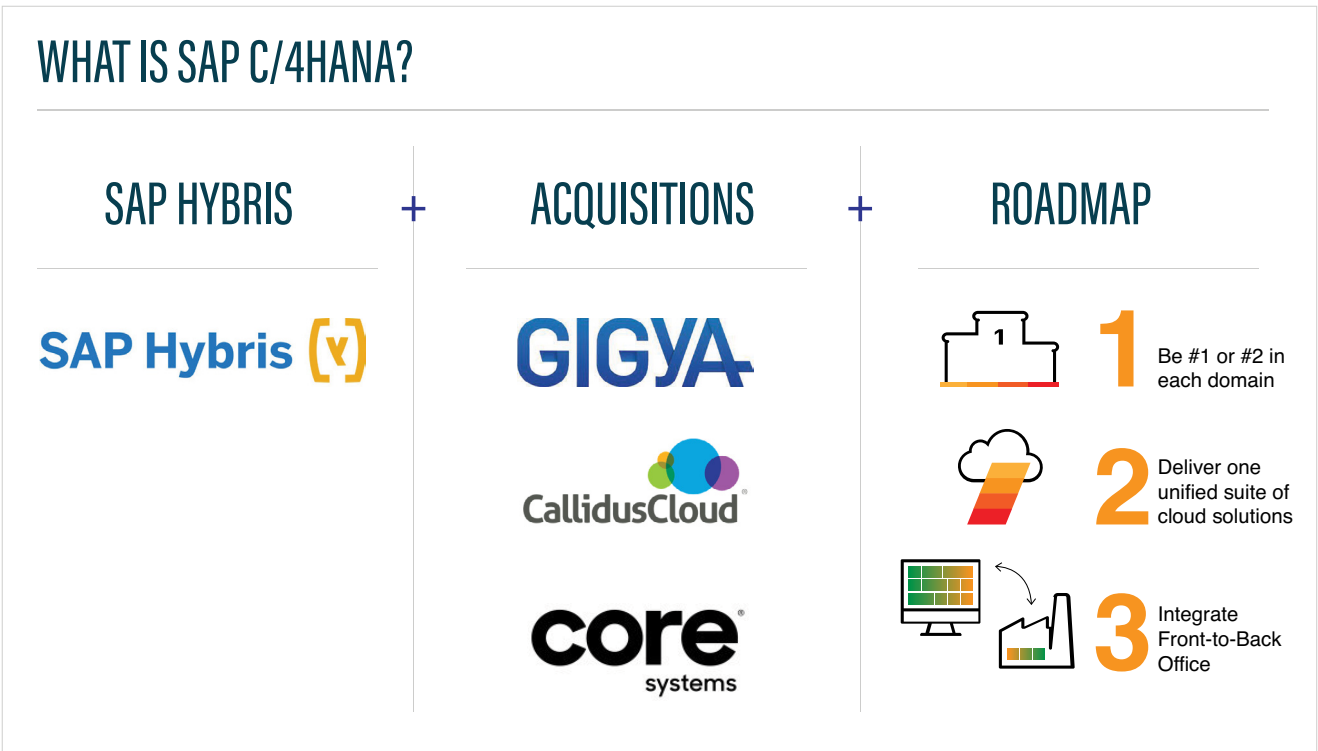 WHAT IS SAP C/4HANA?
SAP HYBRIS
+
ACQUISITIONS
+
ROADMAP
SAP Hybris (y)
GIGYA
CallidusCloud®
core®
systems
1
1
Be #1 or #2 in
each domain
2
Deliver one
unified suite of
cloud solutions
3
Integrate
Front-to-Back
Office